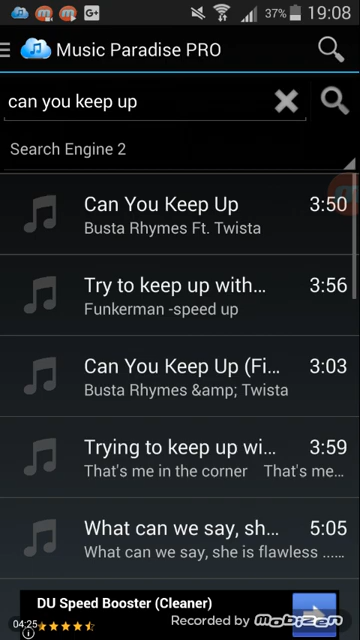 37% 19:08
Music Paradise PRO
can you keep up
Search Engine 2
Can You Keep Up 3:50
Busta Rhymes Ft. Twista
Try to keep up with... 3:56
Funkerman -speed up
Can You Keep Up (Fi... 3:03
Busta Rhymes &amp; Twista
Trying to keep up wi... 3:59
That's me in the corner That's me...
What can we say, sh... 5:05
What can we say, she is flawless ......
DU Speed Booster (Cleaner)
04:25
Recorded by Mobizen